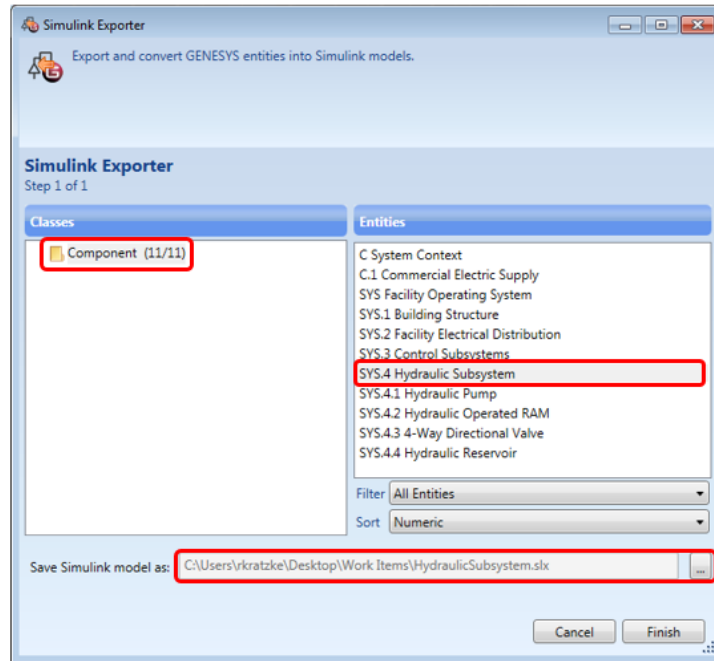 Simulink Exporter
Export and convert GENESYS entities into Simulink models.
Simulink Exporter
Step 1 of 1
Classes
Component (11/11)
Entities
C System Context
C.1 Commercial Electric Supply
SYS Facility Operating System
SYS.1 Building Structure
SYS.2 Facility Electrical Distribution
SYS.3 Control Subsystems
SYS.4 Hydraulic Subsystem
SYS.4.1 Hydraulic Pump
SYS.4.2 Hydraulic Operated RAM
SYS.4.3 4-Way Directional Valve
SYS.4.4 Hydraulic Reservoir
Filter All Entities
Sort Numeric
Save Simulink model as: C:\Users\rkratzke\Desktop\Work Items\HydraulicSubsystem.slx ...
Cancel Finish